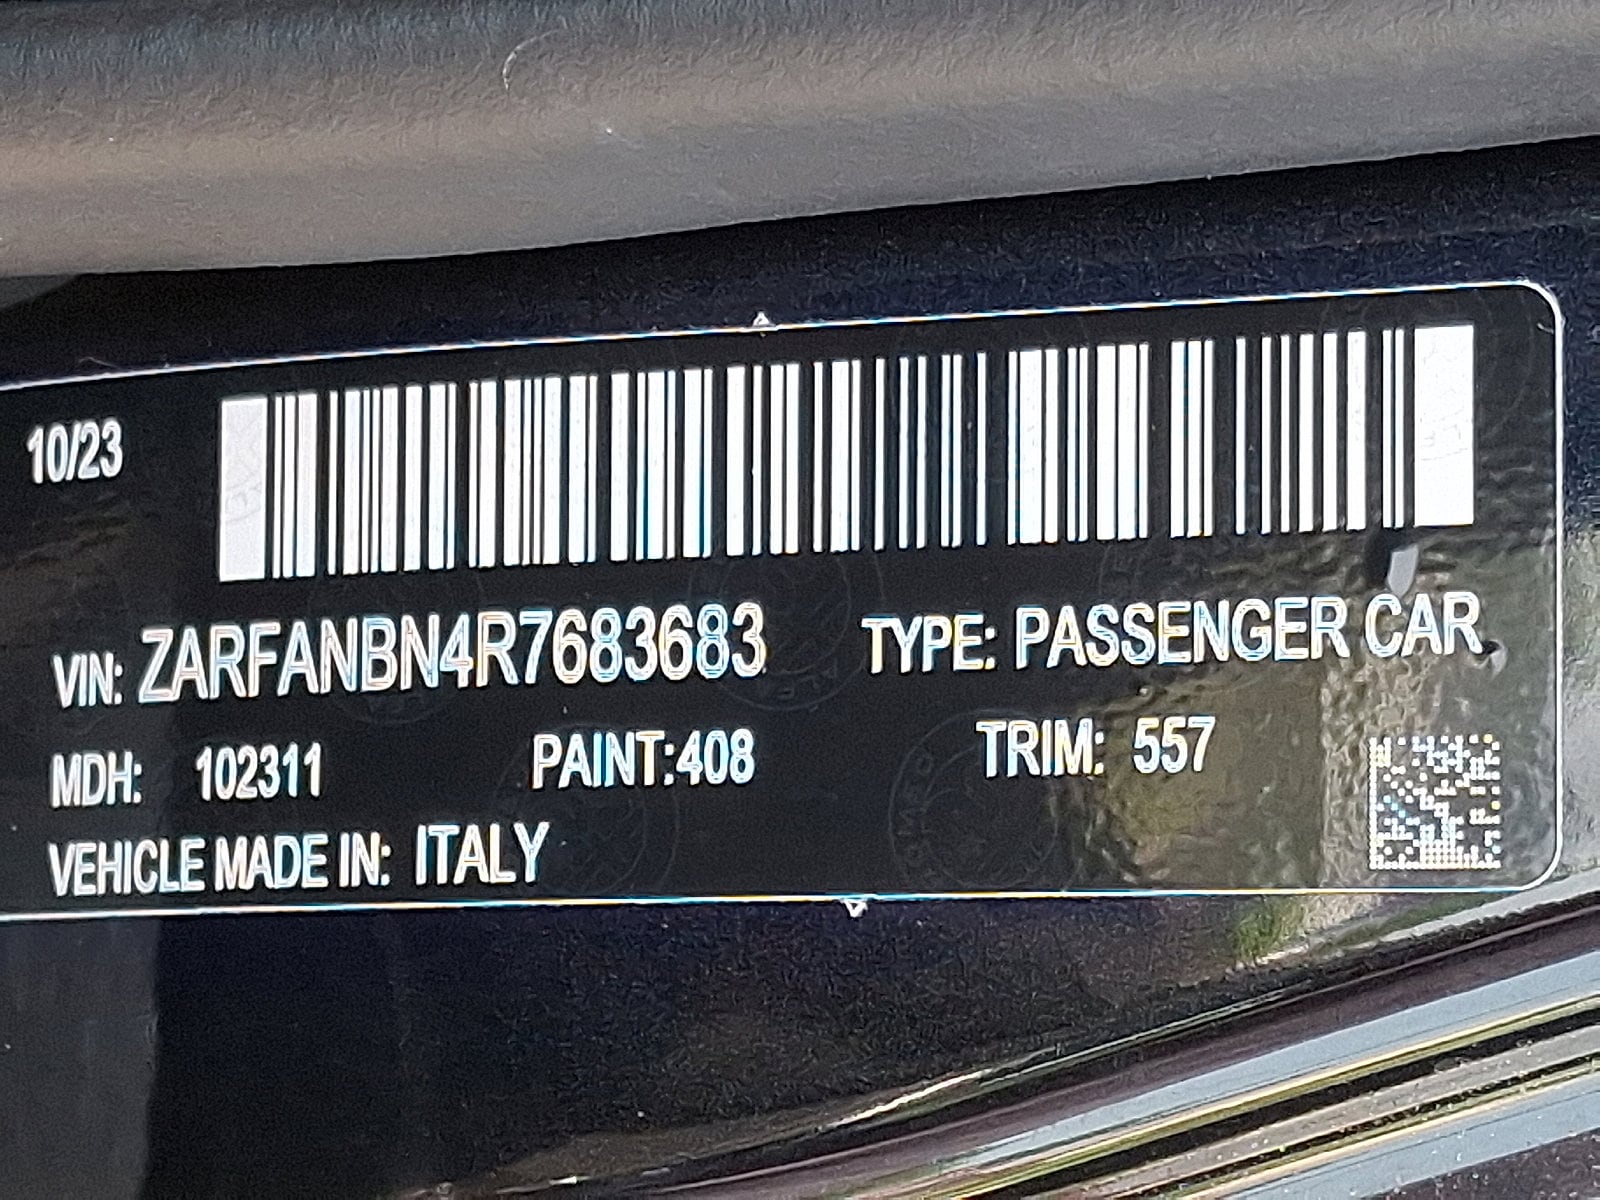 10/23
VIN: ZARFANBN4R7683683 TYPE: PASSENGER CAR
MDH: 102311 PAINT:408 TRIM: 557
VEHICLE MADE IN: ITALY